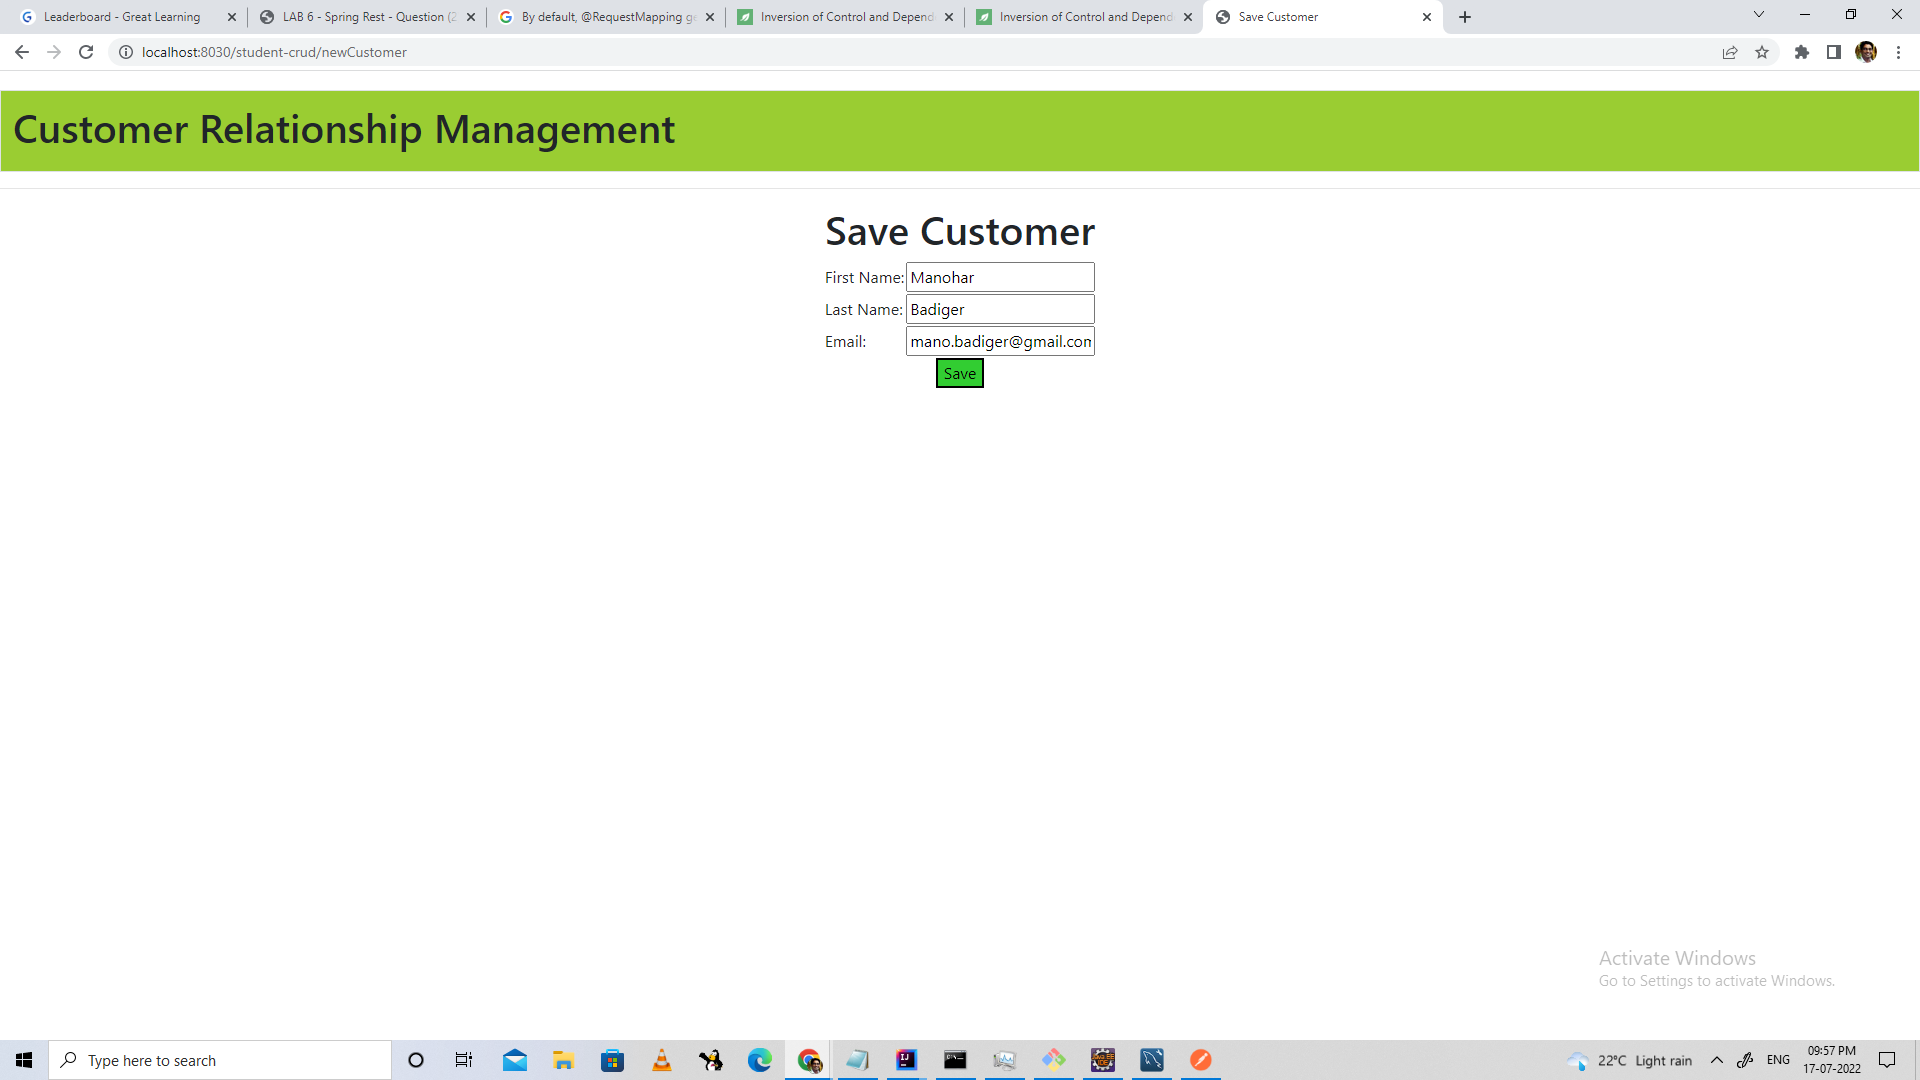 Leaderboard - Great Learning
LAB 6 - Spring Rest - Question (2
By default, @RequestMapping ge
Inversion of Control and Depend
Inversion of Control and Depend
Save Customer
localhost:8030/student-crud/newCustomer
Customer Relationship Management
Save Customer
First Name: Manohar
Last Name: Badiger
Email: mano.badiger@gmail.com
Save
Activate Windows
Go to Settings to activate Windows.
Type here to search
22°C Light rain
ENG
09:57 PM
17-07-2022